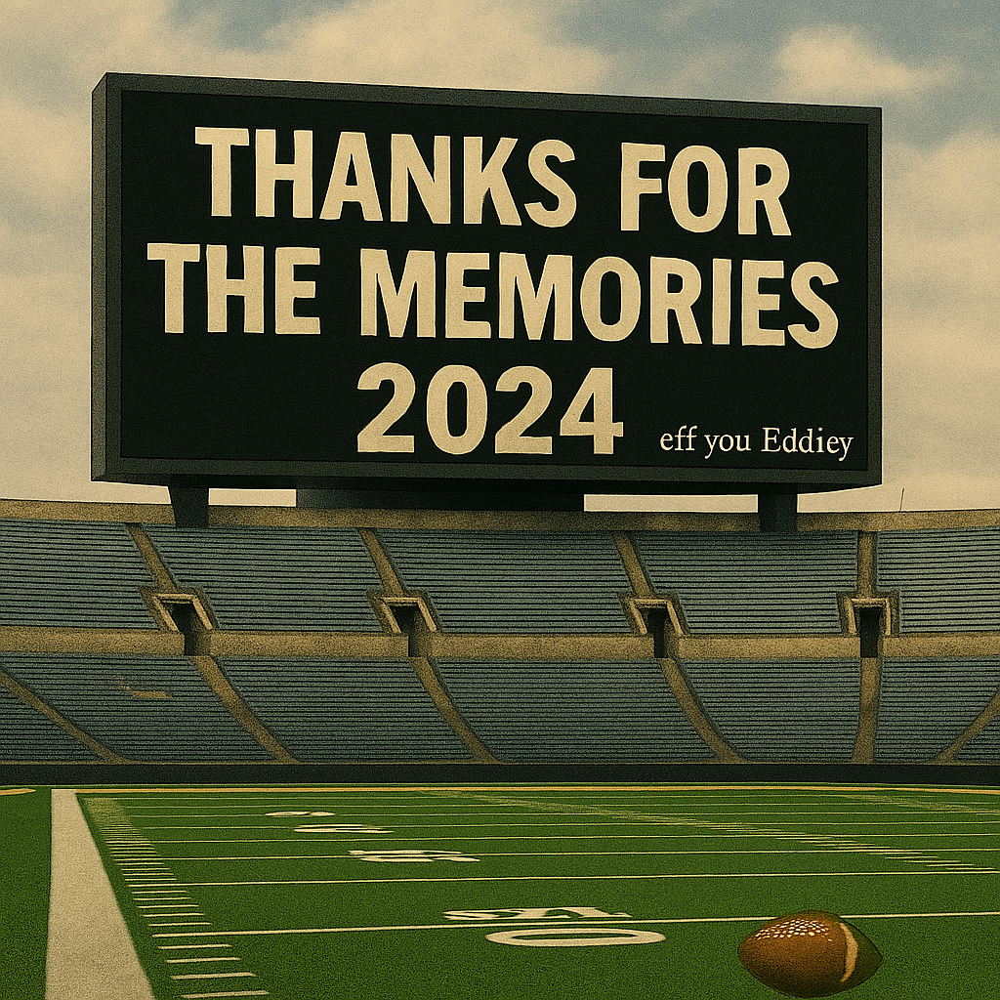 THANKS FOR
THE MEMORIES
2024
eff you Eddiey